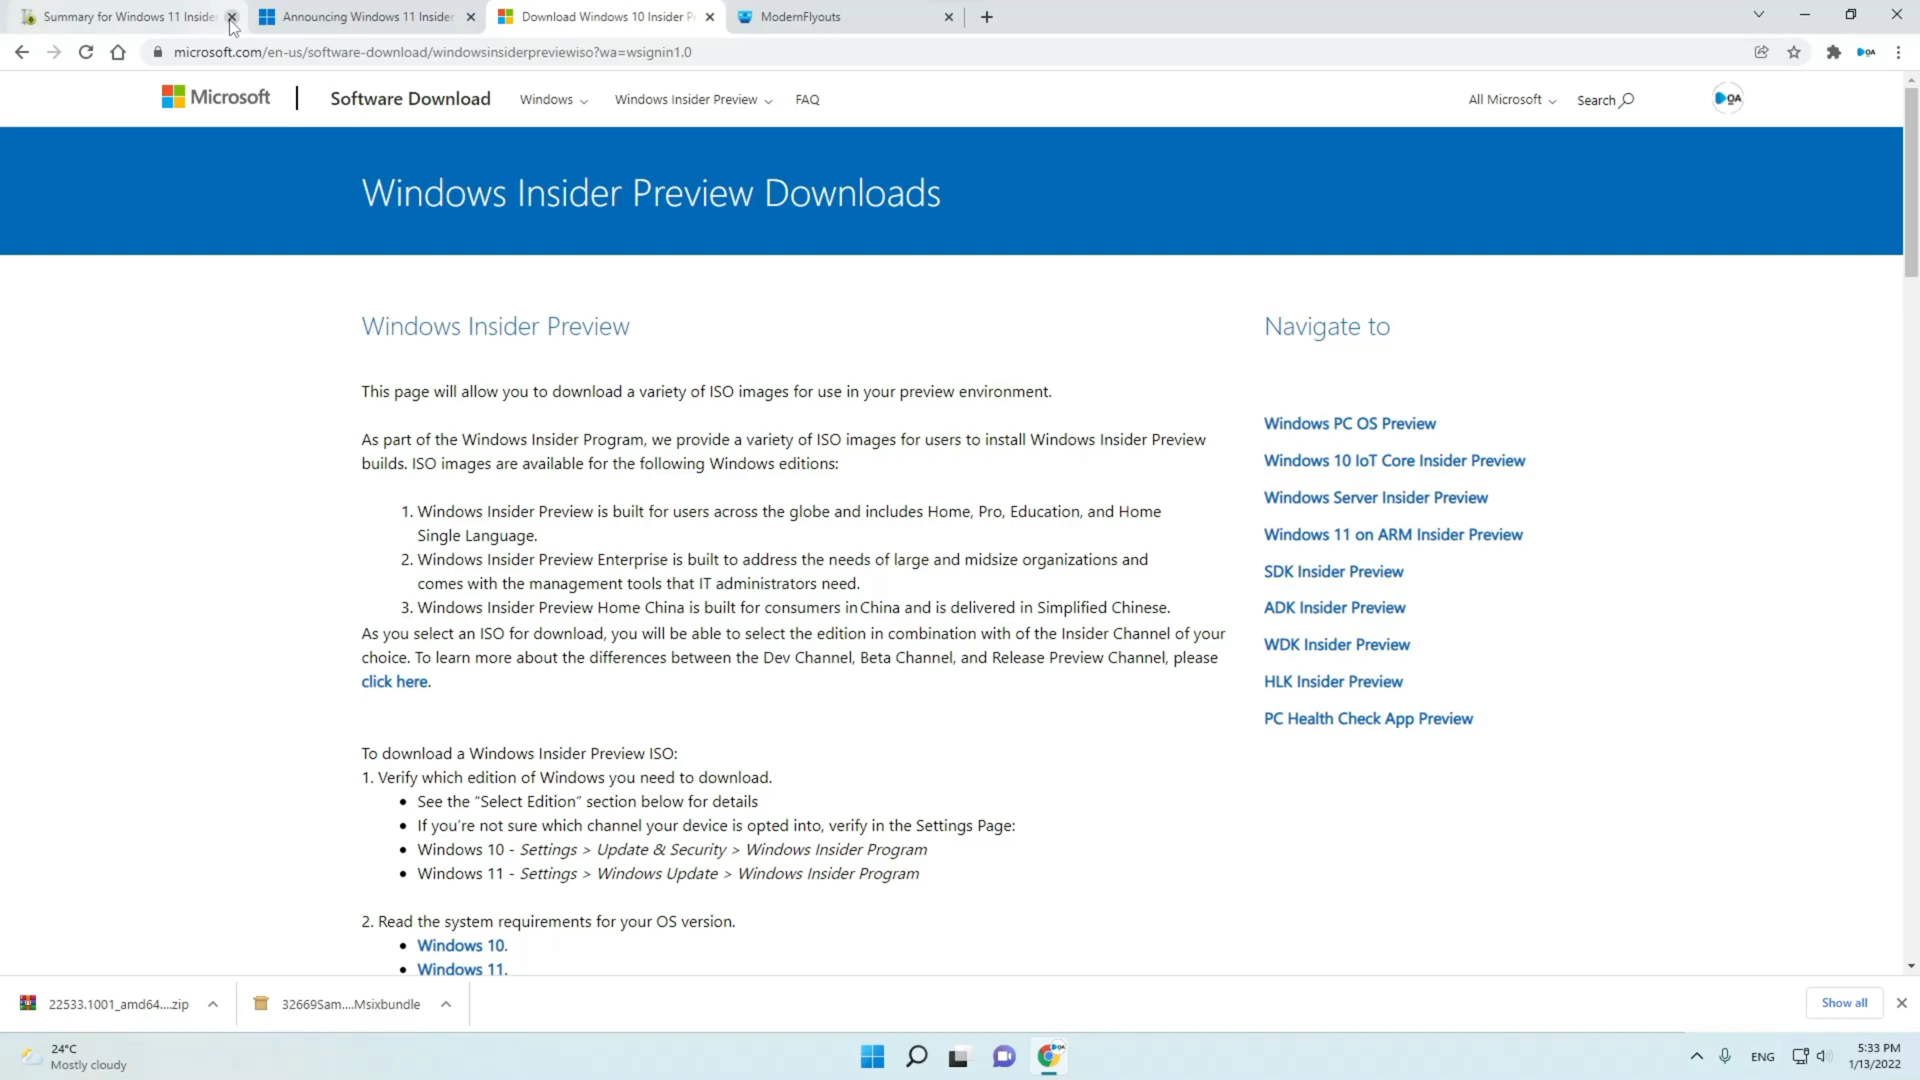 Summary for Windows 11 Insider
Announcing Windows 11 Insider
Download Windows 10 Insider P
ModernFlyouts
microsoft.com/en-us/software-download/windowsinsiderpreviewiso?wa=wsignin1.0
Microsoft
Software Download
Windows
Windows Insider Preview
FAQ
All Microsoft
Search
QA
Windows Insider Preview Downloads
Windows Insider Preview
This page will allow you to download a variety of ISO images for use in your preview environment.
As part of the Windows Insider Program, we provide a variety of ISO images for users to install Windows Insider Preview
builds. ISO images are available for the following Windows editions:
1. Windows Insider Preview is built for users across the globe and includes Home, Pro, Education, and Home
Single Language.
2. Windows Insider Preview Enterprise is built to address the needs of large and midsize organizations and
comes with the management tools that IT administrators need.
3. Windows Insider Preview Home China is built for consumers in China and is delivered in Simplified Chinese.
As you select an ISO for download, you will be able to select the edition in combination with of the Insider Channel of your
choice. To learn more about the differences between the Dev Channel, Beta Channel, and Release Preview Channel, please
click here.
To download a Windows Insider Preview ISO:
1. Verify which edition of Windows you need to download.
• See the “Select Edition” section below for details
• If you’re not sure which channel your device is opted into, verify in the Settings Page:
• Windows 10 - Settings > Update & Security > Windows Insider Program
• Windows 11 - Settings > Windows Update > Windows Insider Program
2. Read the system requirements for your OS version.
• Windows 10.
• Windows 11.
Navigate to
Windows PC OS Preview
Windows 10 IoT Core Insider Preview
Windows Server Insider Preview
Windows 11 on ARM Insider Preview
SDK Insider Preview
ADK Insider Preview
WDK Insider Preview
HLK Insider Preview
PC Health Check App Preview
22533.1001_amd64....zip
32669Sam....Msixbundle
Show all
24°C
Mostly cloudy
ENG
5:33 PM
1/13/2022